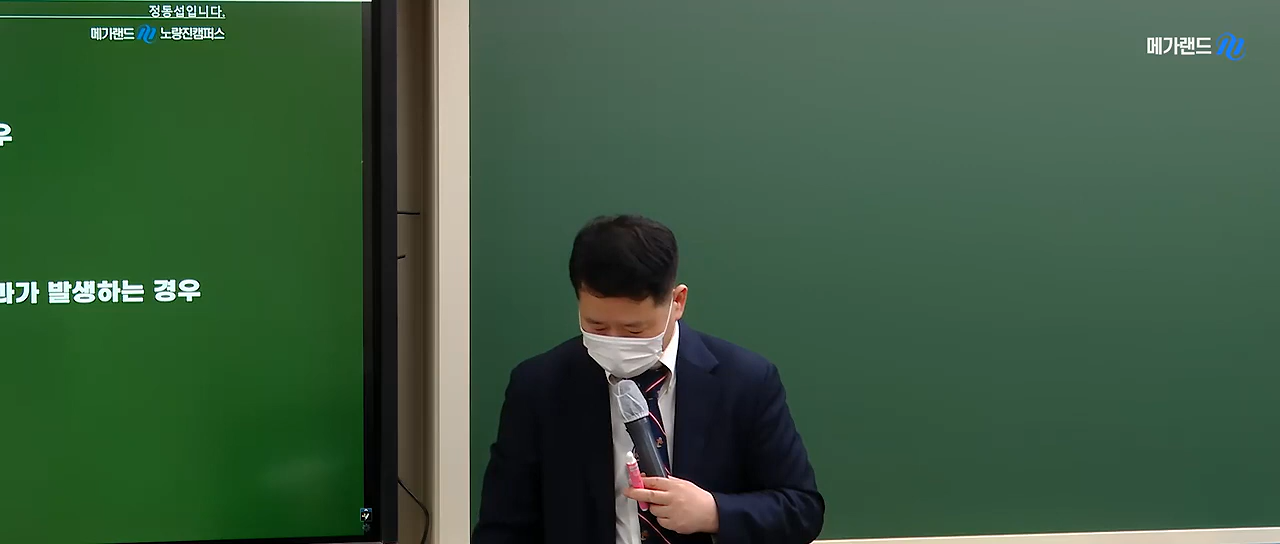 정동섭입니다.
메가랜드 노량진캠퍼스
메가랜드
우
과가 발생하는 경우